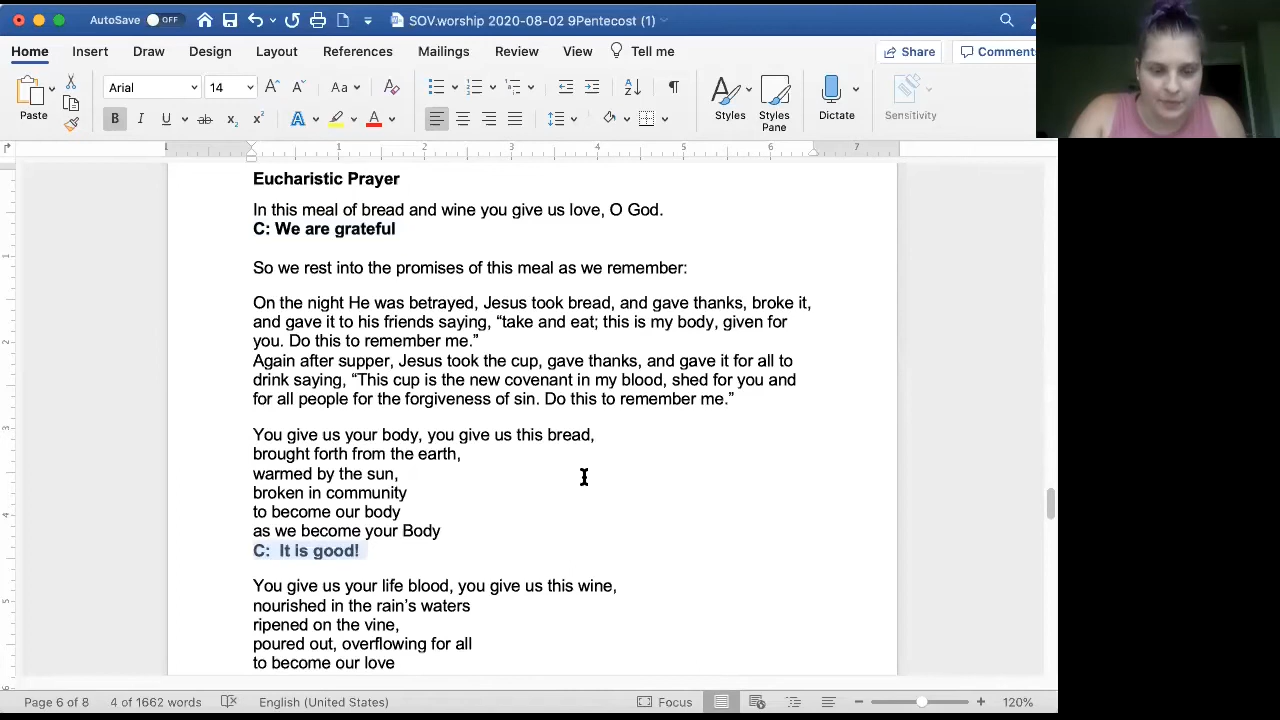 AutoSave OFF SOV.worship 2020-08-02 9Pentecost (1)
Home Insert Draw Design Layout References Mailings Review View Tell me Share Comments
Paste Arial 14 Styles Styles Pane Dictate Sensitivity
1 1 2 3 4 5 6 7
Eucharistic Prayer
In this meal of bread and wine you give us love, O God.
C: We are grateful
So we rest into the promises of this meal as we remember:
On the night He was betrayed, Jesus took bread, and gave thanks, broke it,
and gave it to his friends saying, “take and eat; this is my body, given for
you. Do this to remember me.”
Again after supper, Jesus took the cup, gave thanks, and gave it for all to
drink saying, “This cup is the new covenant in my blood, shed for you and
for all people for the forgiveness of sin. Do this to remember me.”
You give us your body, you give us this bread,
brought forth from the earth,
warmed by the sun,
broken in community
to become our body
as we become your Body
C:  It is good!
You give us your life blood, you give us this wine,
nourished in the rain’s waters
ripened on the vine,
poured out, overflowing for all
to become our love
Page 6 of 8 4 of 1662 words English (United States) Focus 120%